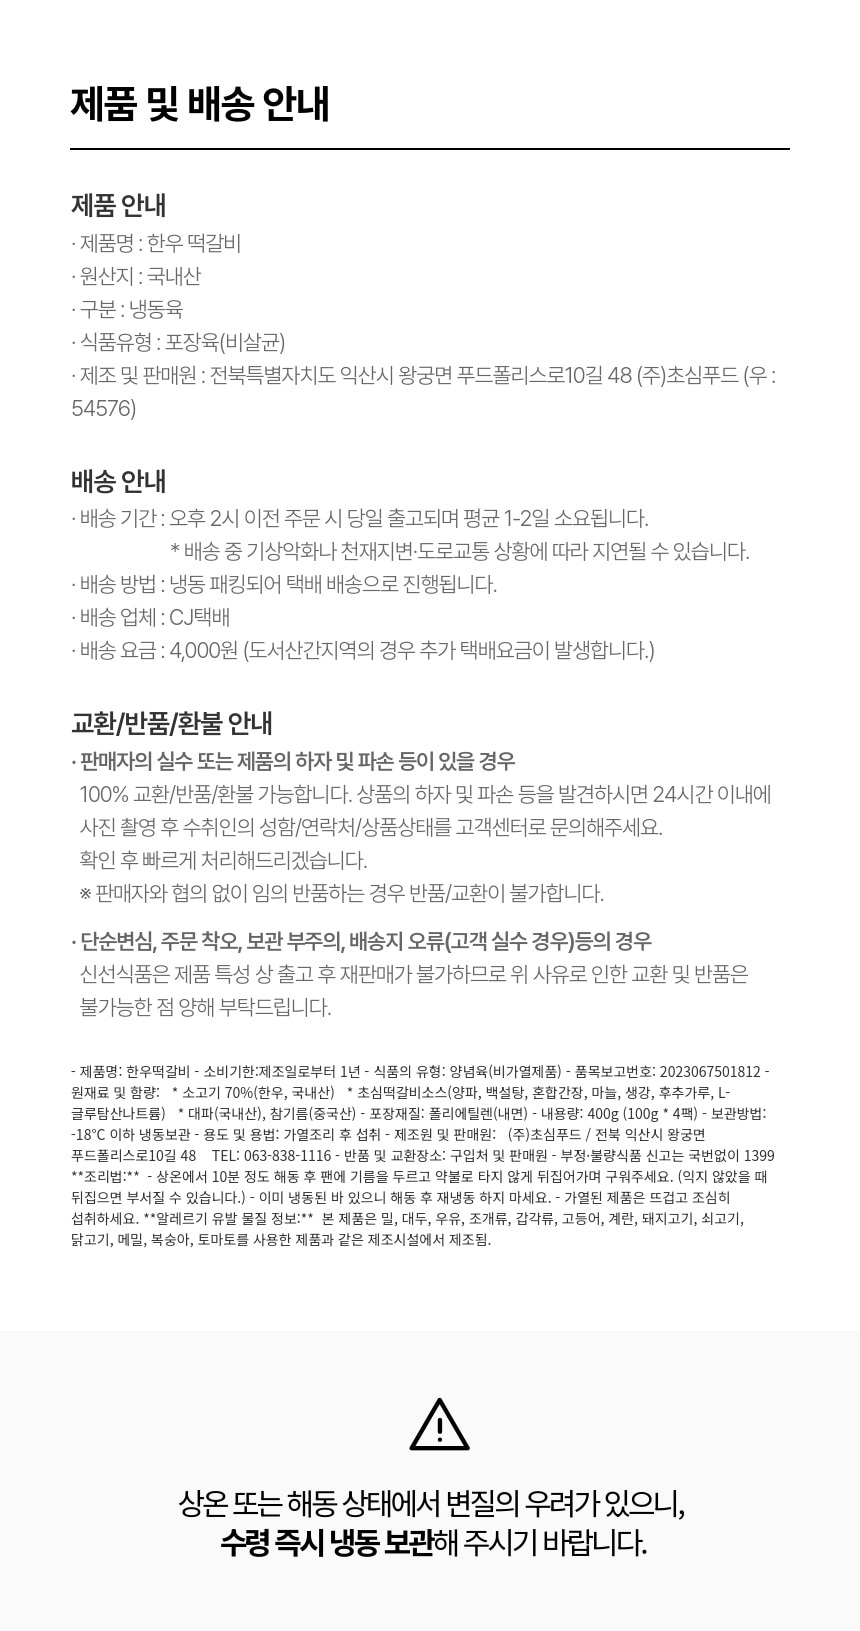 제품 및 배송 안내
제품 안내
· 제품명 : 한우 떡갈비
· 원산지 : 국내산
· 구분 : 냉동육
· 식품유형 : 포장육(비살균)
· 제조 및 판매원 : 전북특별자치도 익산시 왕궁면 푸드폴리스로10길 48 (주)초심푸드 (우 :
54576)
배송 안내
· 배송 기간 : 오후 2시 이전 주문 시 당일 출고되며 평균 1-2일 소요됩니다.
* 배송 중 기상악화나 천재지변·도로교통 상황에 따라 지연될 수 있습니다.
· 배송 방법 : 냉동 패킹되어 택배 배송으로 진행됩니다.
· 배송 업체 : CJ택배
· 배송 요금 : 4,000원 (도서산간지역의 경우 추가 택배요금이 발생합니다.)
교환/반품/환불 안내
· 판매자의 실수 또는 제품의 하자 및 파손 등이 있을 경우
100% 교환/반품/환불 가능합니다. 상품의 하자 및 파손 등을 발견하시면 24시간 이내에
사진 촬영 후 수취인의 성함/연락처/상품상태를 고객센터로 문의해주세요.
확인 후 빠르게 처리해드리겠습니다.
※ 판매자와 협의 없이 임의 반품하는 경우 반품/교환이 불가합니다.
· 단순변심, 주문 착오, 보관 부주의, 배송지 오류(고객 실수 경우)등의 경우
신선식품은 제품 특성 상 출고 후 재판매가 불가하므로 위 사유로 인한 교환 및 반품은
불가능한 점 양해 부탁드립니다.
- 제품명: 한우떡갈비 - 소비기한:제조일로부터 1년 - 식품의 유형: 양념육(비가열제품) - 품목보고번호: 2023067501812 -
원재료 및 함량: * 소고기 70%(한우, 국내산) * 초심떡갈비소스(양파, 백설탕, 혼합간장, 마늘, 생강, 후추가루, L-
글루탐산나트륨) * 대파(국내산), 참기름(중국산) - 포장재질: 폴리에틸렌(내면) - 내용량: 400g (100g * 4팩) - 보관방법:
-18℃ 이하 냉동보관 - 용도 및 용법: 가열조리 후 섭취 - 제조원 및 판매원: (주)초심푸드 / 전북 익산시 왕궁면
푸드폴리스로10길 48 TEL: 063-838-1116 - 반품 및 교환장소: 구입처 및 판매원 - 부정·불량식품 신고는 국번없이 1399
**조리법:** - 상온에서 10분 정도 해동 후 팬에 기름을 두르고 약불로 타지 않게 뒤집어가며 구워주세요. (익지 않았을 때
뒤집으면 부서질 수 있습니다.) - 이미 냉동된 바 있으니 해동 후 재냉동 하지 마세요. - 가열된 제품은 뜨겁고 조심히
섭취하세요. **알레르기 유발 물질 정보:** 본 제품은 밀, 대두, 우유, 조개류, 갑각류, 고등어, 계란, 돼지고기, 쇠고기,
닭고기, 메밀, 복숭아, 토마토를 사용한 제품과 같은 제조시설에서 제조됨.
상온 또는 해동 상태에서 변질의 우려가 있으니,
수령 즉시 냉동 보관해 주시기 바랍니다.